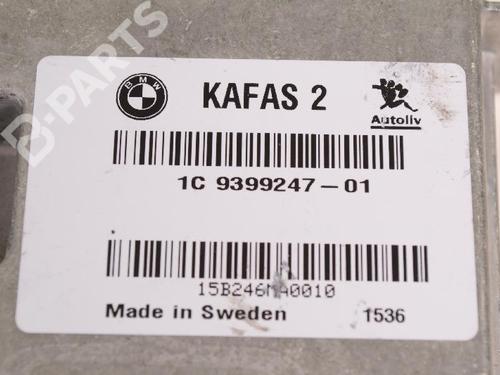 B-PARTS
BMW
KAFAS 2
Autoliv
1C 9399247-01
15B246MA0010
Made in Sweden 1536